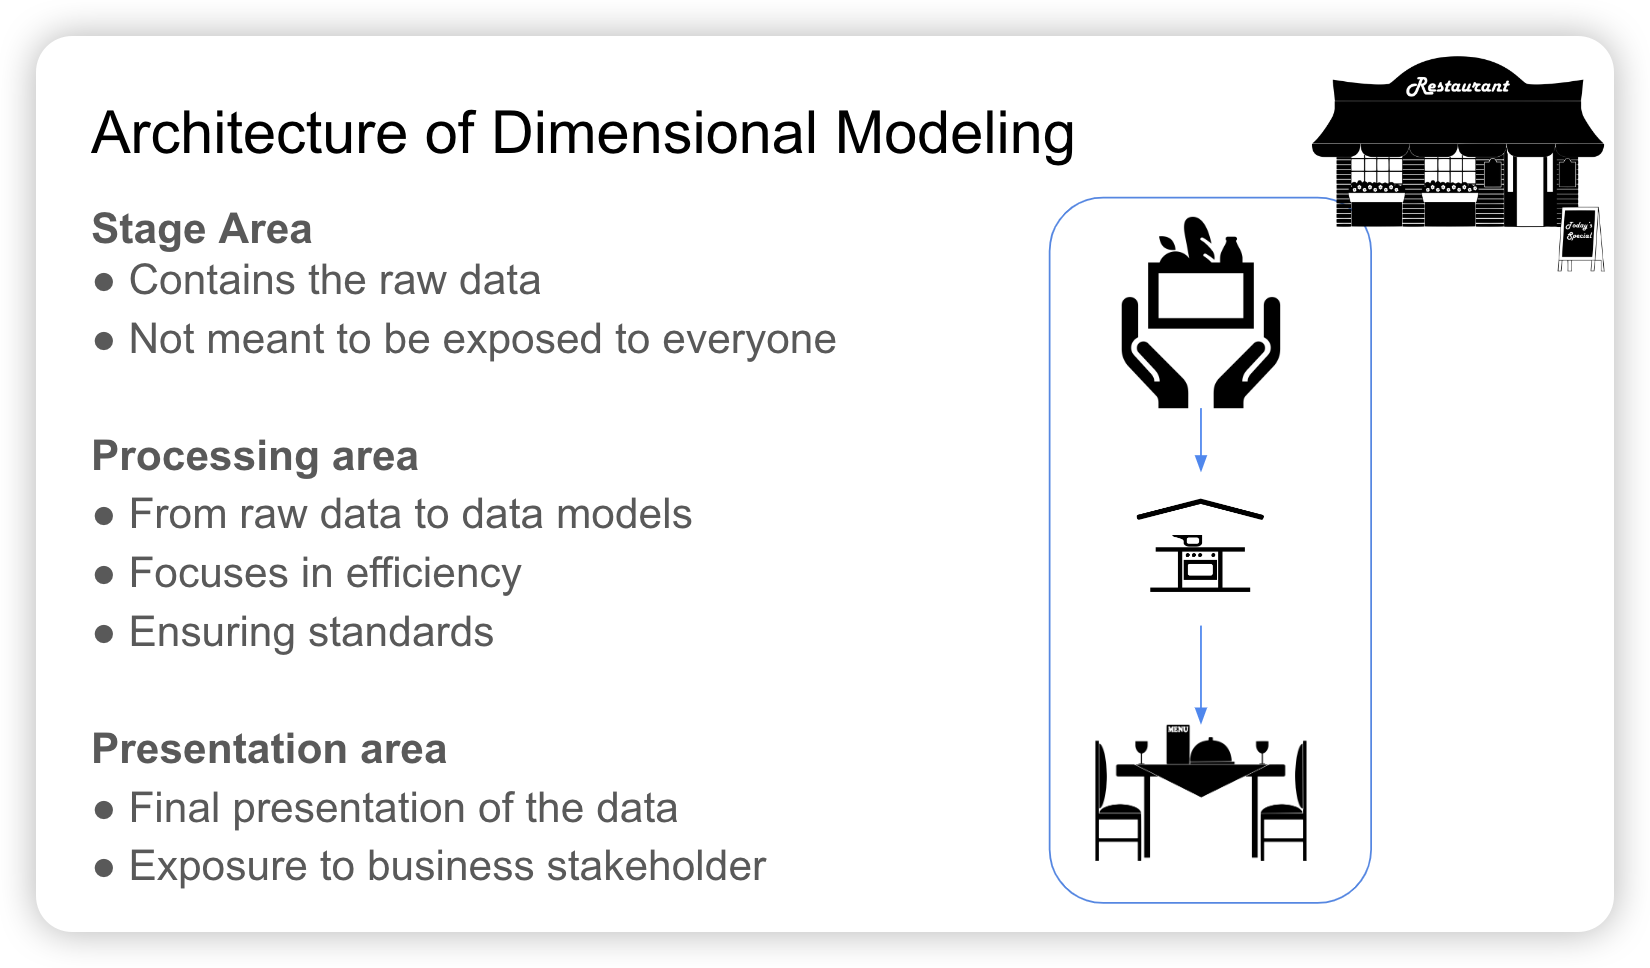 Restaurant
Architecture of Dimensional Modeling
Today's
Special
Stage Area
● Contains the raw data
● Not meant to be exposed to everyone
Processing area
● From raw data to data models
● Focuses in efficiency
● Ensuring standards
MENU
Presentation area
● Final presentation of the data
● Exposure to business stakeholder